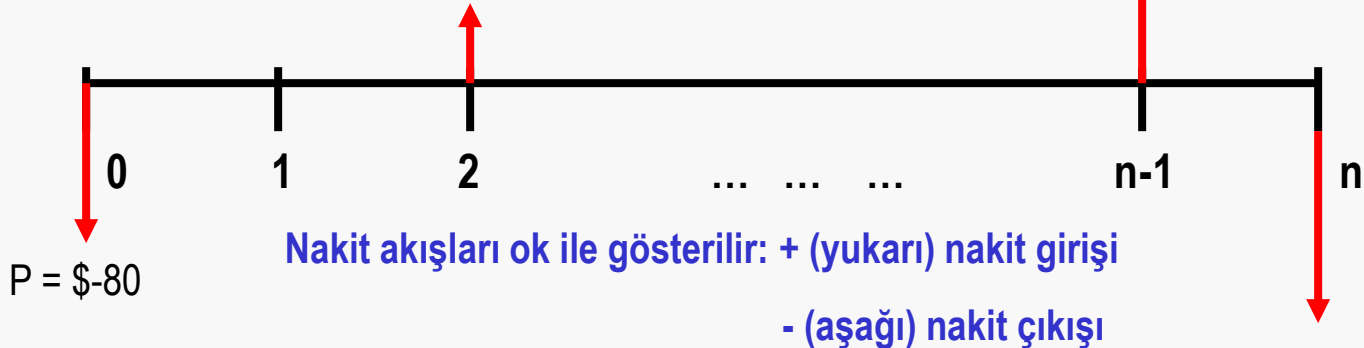 0 1 2 … … … n-1 n
Nakit akışları ok ile gösterilir: + (yukarı) nakit girişi
P = $-80
- (aşağı) nakit çıkışı